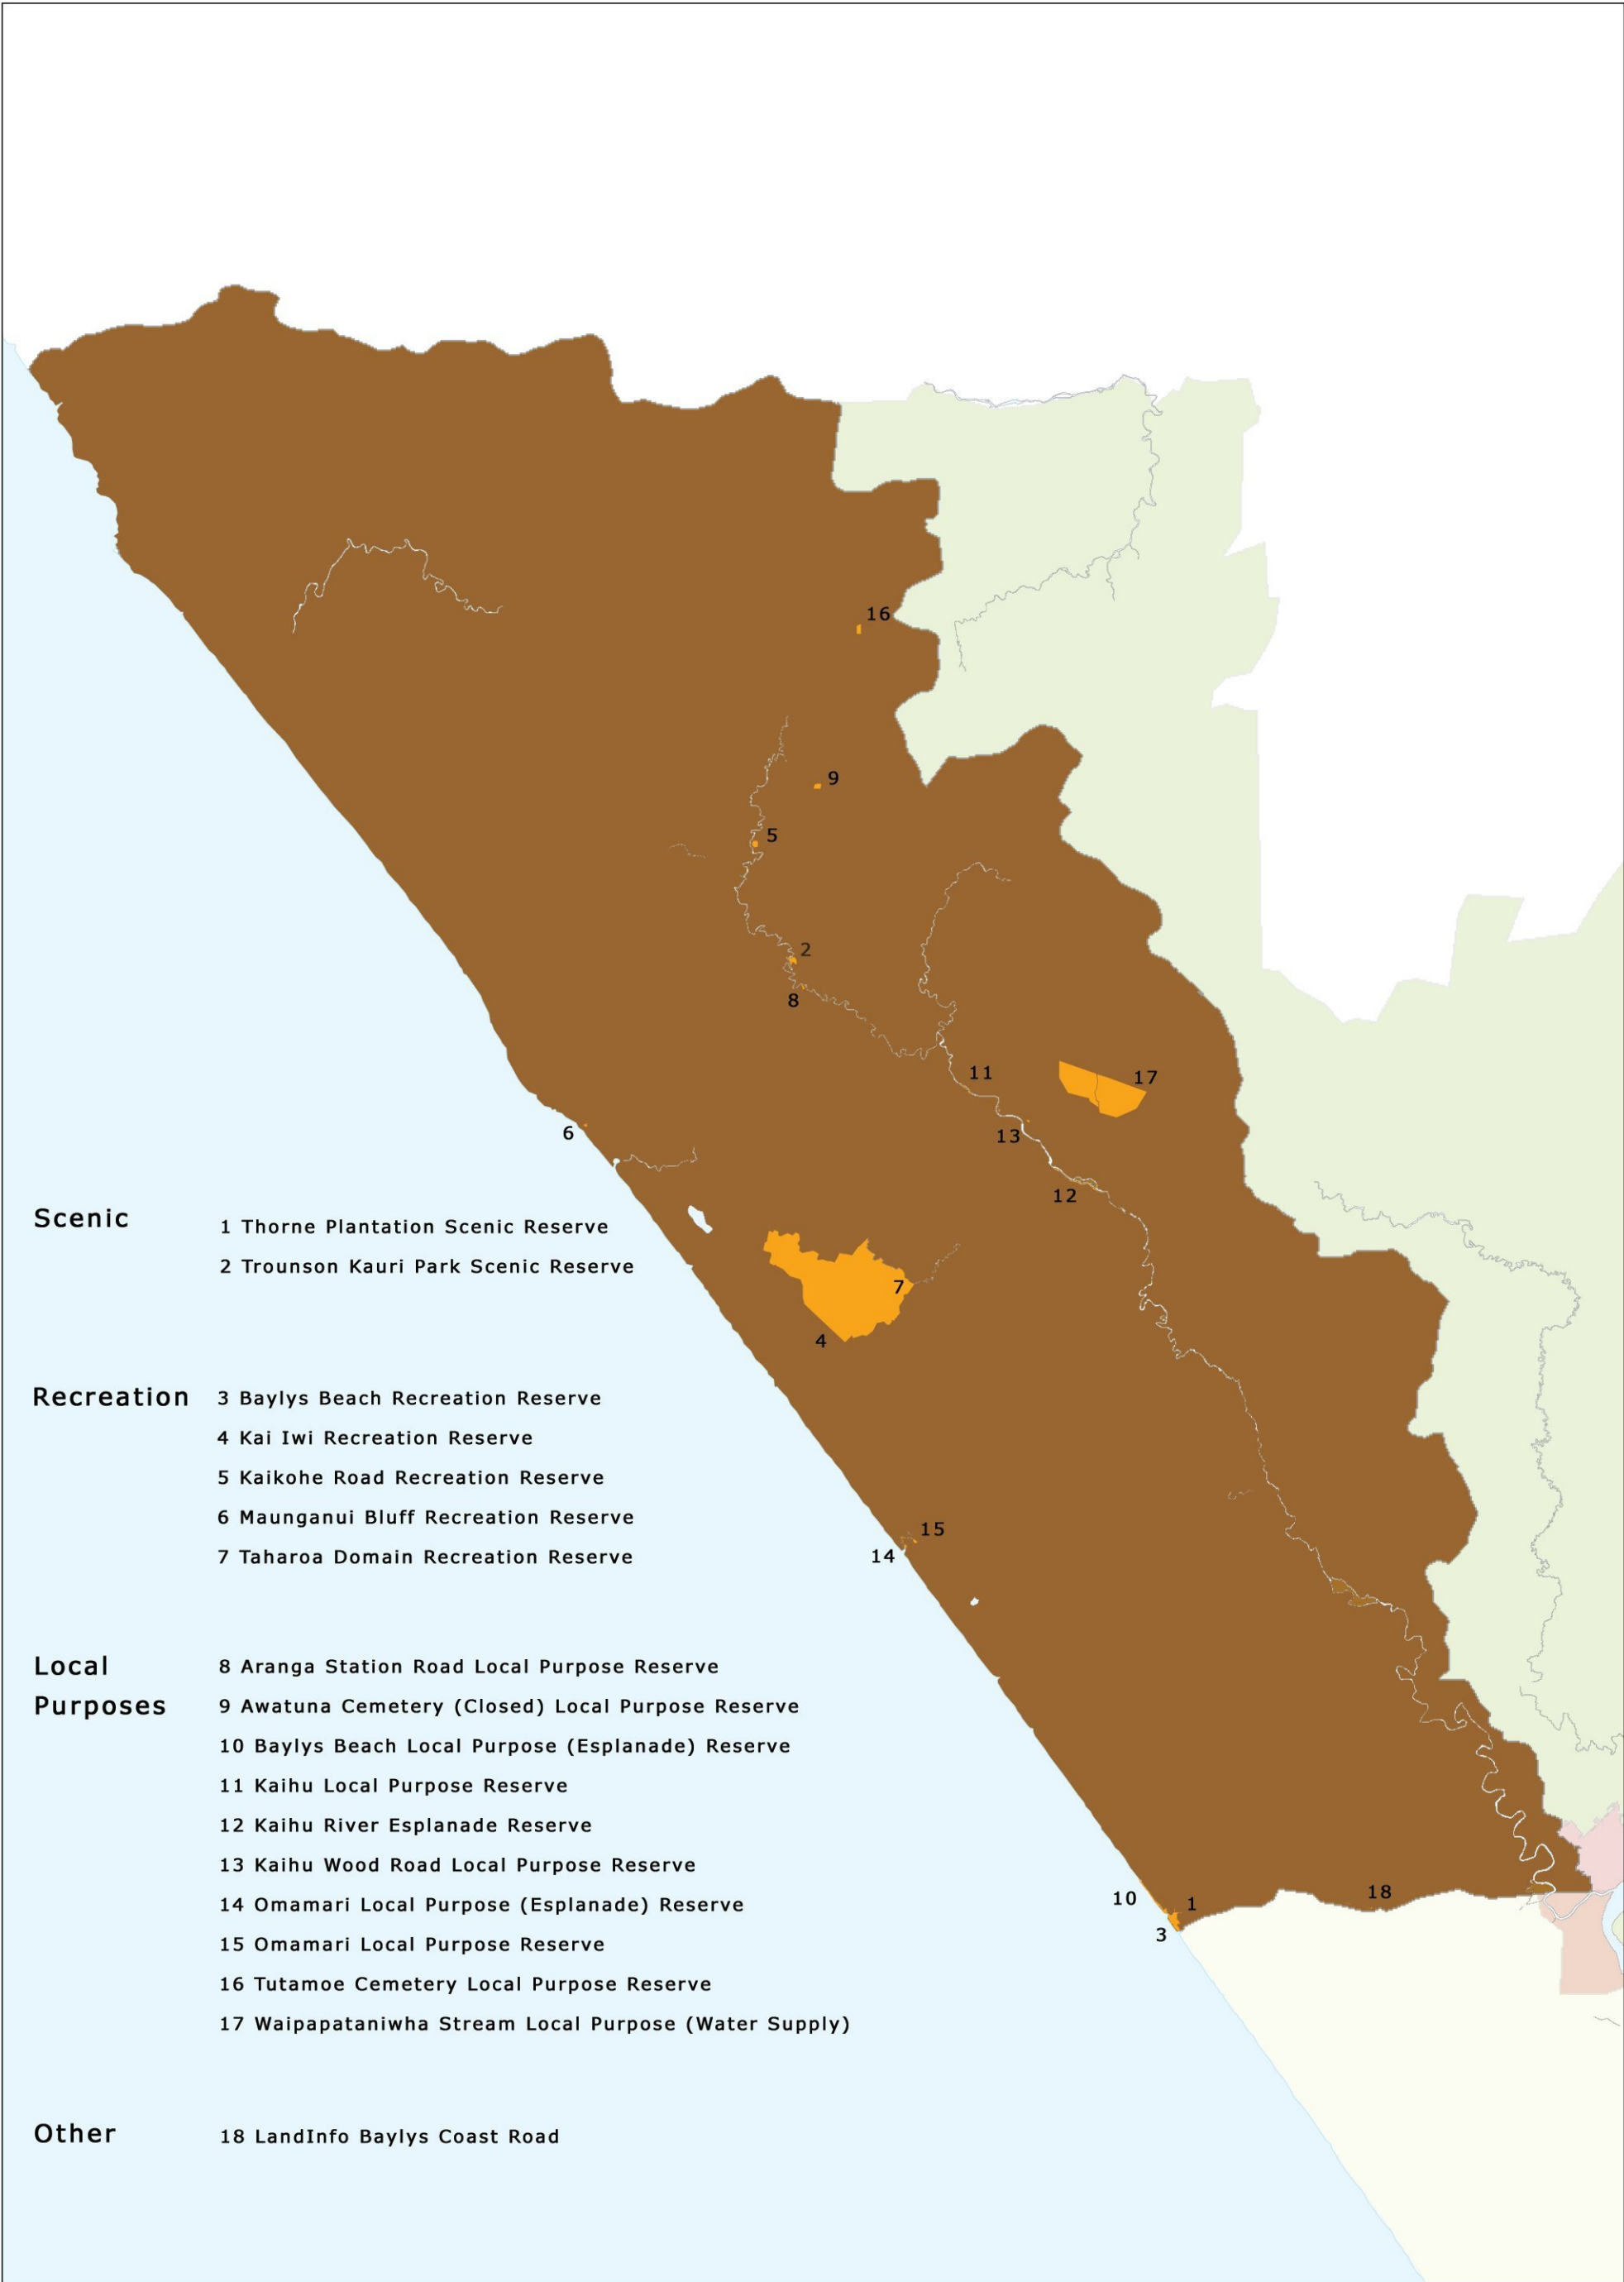 16
9
5
2
8
11
17
13
6
12
7
4
15
14
10
1
18
3
Scenic
1 Thorne Plantation Scenic Reserve
2 Trounson Kauri Park Scenic Reserve
Recreation
3 Baylys Beach Recreation Reserve
4 Kai Iwi Recreation Reserve
5 Kaikohe Road Recreation Reserve
6 Maunganui Bluff Recreation Reserve
7 Taharoa Domain Recreation Reserve
Local
Purposes
8 Aranga Station Road Local Purpose Reserve
9 Awatuna Cemetery (Closed) Local Purpose Reserve
10 Baylys Beach Local Purpose (Esplanade) Reserve
11 Kaihu Local Purpose Reserve
12 Kaihu River Esplanade Reserve
13 Kaihu Wood Road Local Purpose Reserve
14 Omamari Local Purpose (Esplanade) Reserve
15 Omamari Local Purpose Reserve
16 Tutamoe Cemetery Local Purpose Reserve
17 Waipapataniwha Stream Local Purpose (Water Supply)
Other
18 LandInfo Baylys Coast Road